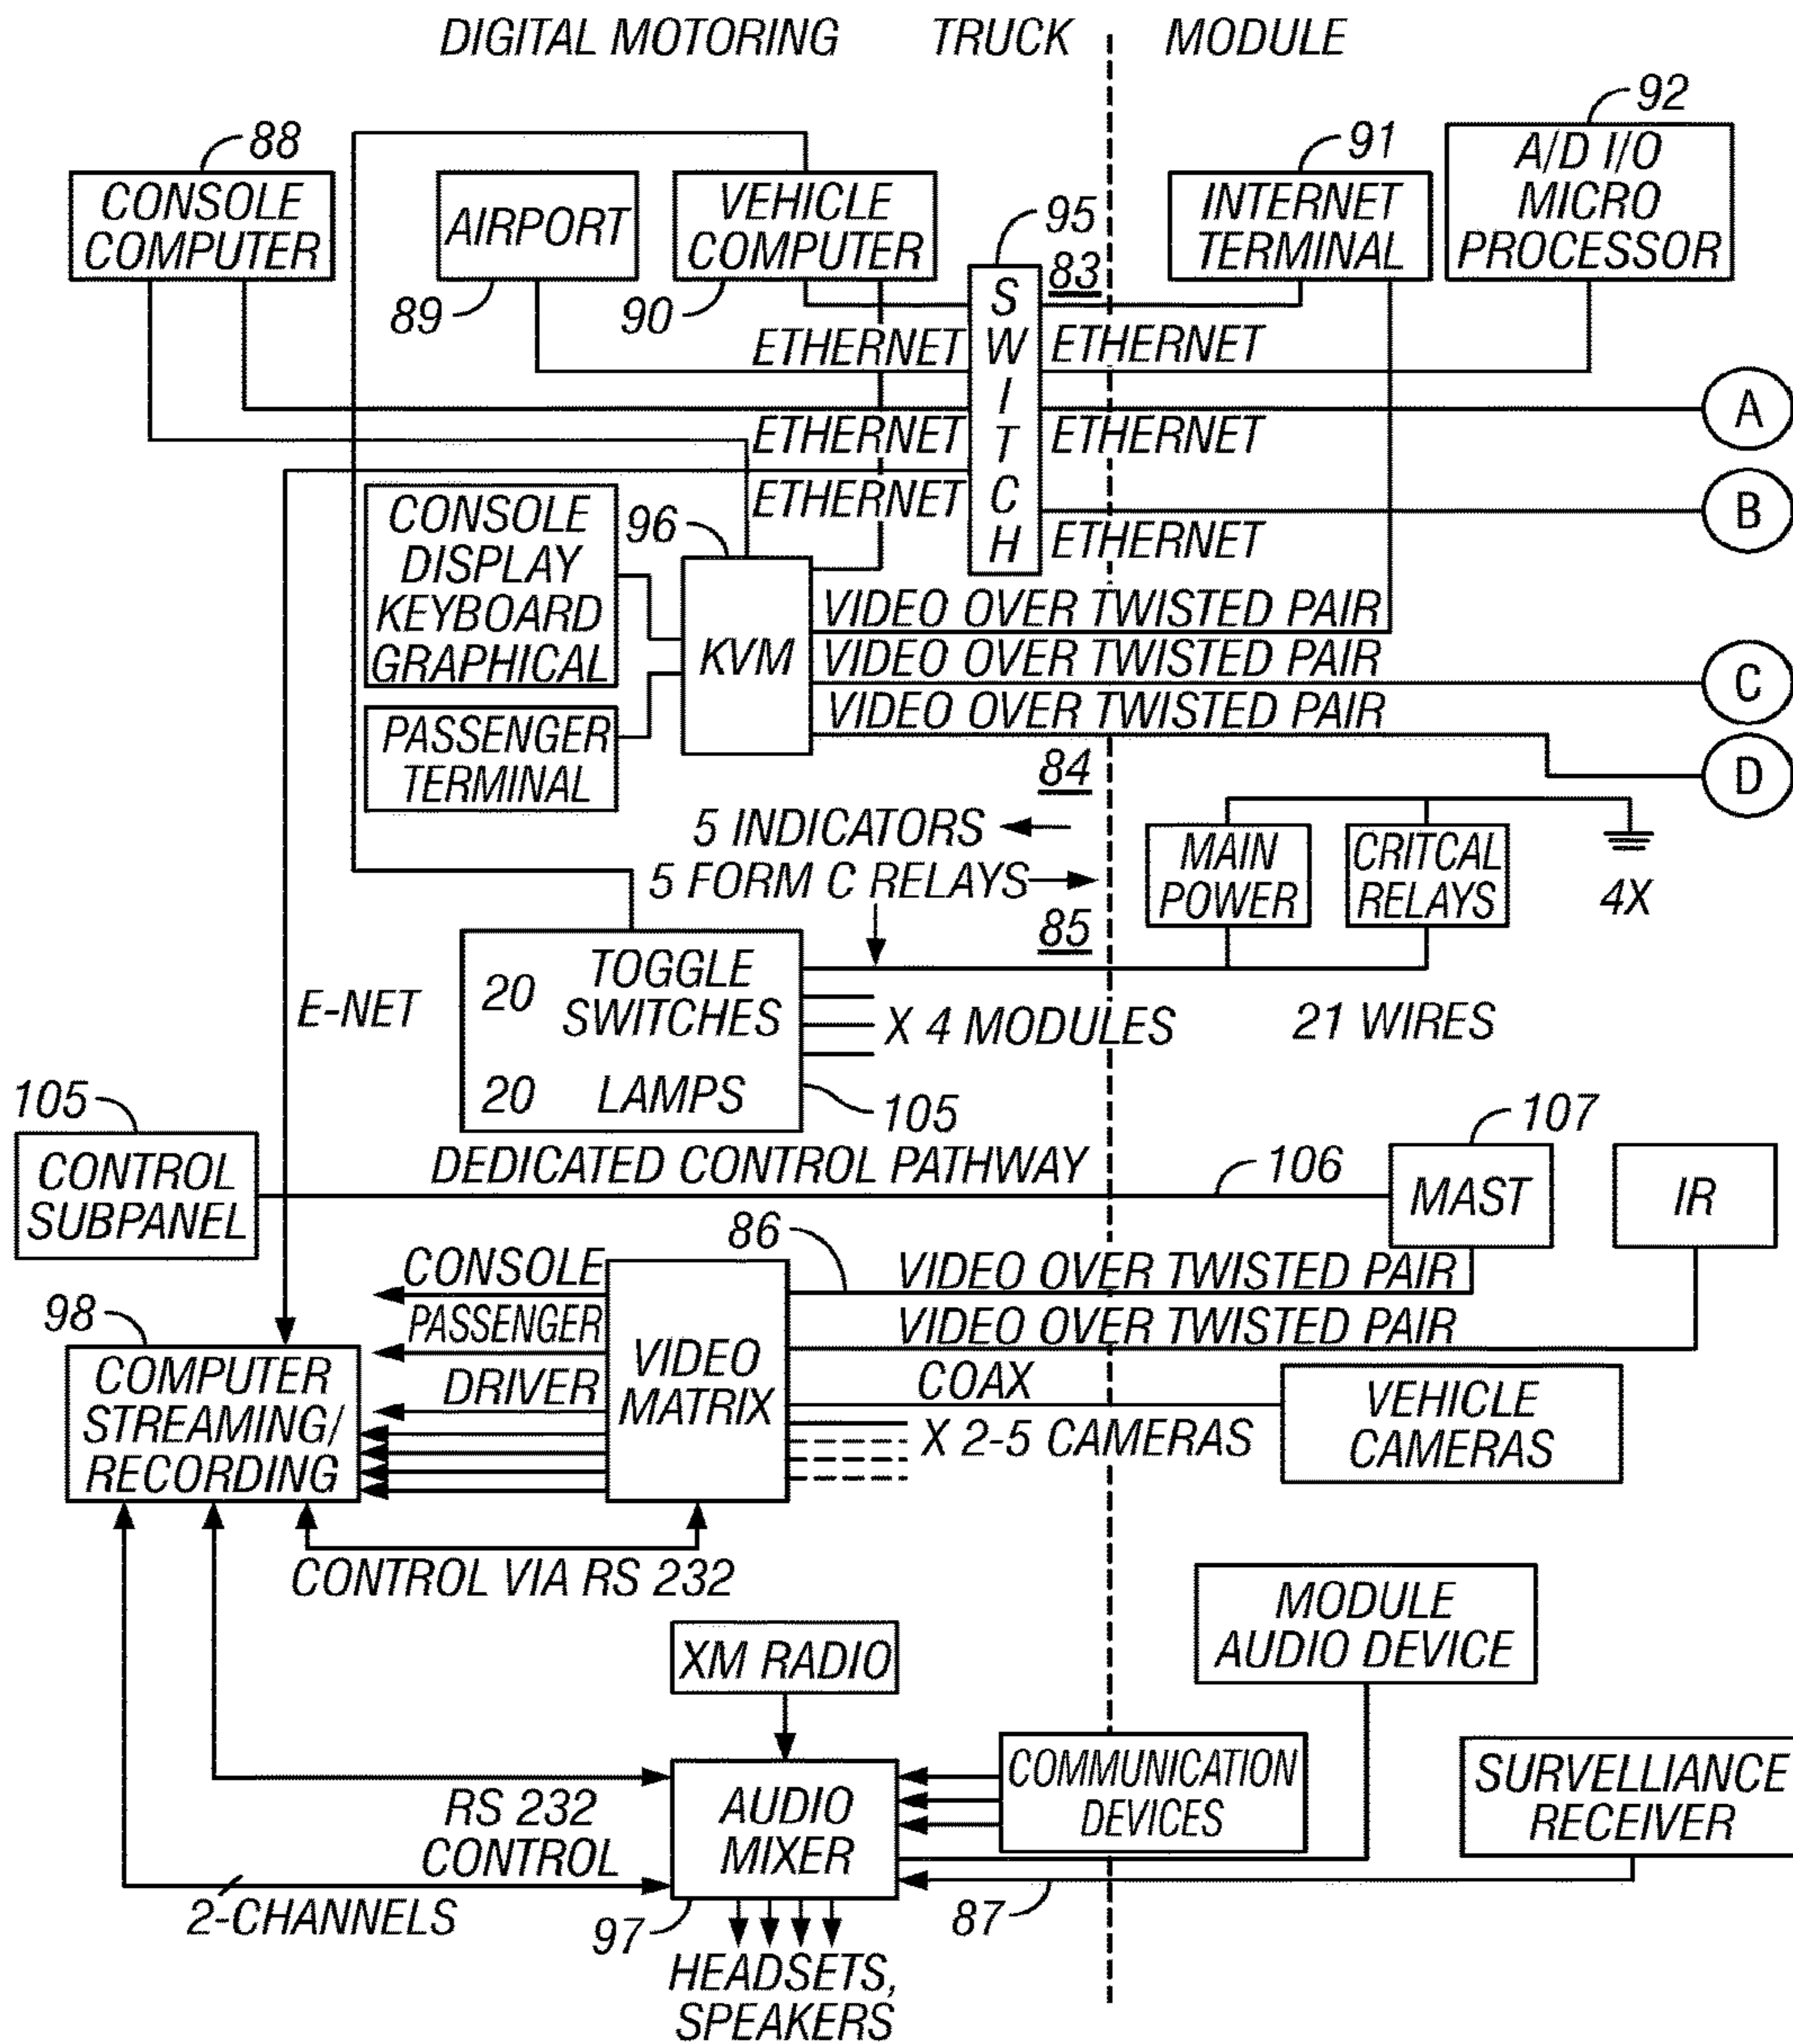 DIGITAL MOTORING TRUCK MODULE
88
CONSOLE
COMPUTER
AIRPORT
89
VEHICLE
COMPUTER
90
95
83
SWITCH
91
INTERNET
TERMINAL
92
A/D I/O
MICRO
PROCESSOR
ETHERNET
ETHERNET
ETHERNET
ETHERNET
ETHERNET
ETHERNET
A
B
CONSOLE
DISPLAY
KEYBOARD
GRAPHICAL
PASSENGER
TERMINAL
96
KVM
VIDEO OVER TWISTED PAIR
VIDEO OVER TWISTED PAIR
VIDEO OVER TWISTED PAIR
C
D
84
5 INDICATORS
5 FORM C RELAYS
85
MAIN
POWER
CRITCAL
RELAYS
4X
20 TOGGLE
SWITCHES
20 LAMPS
105
X 4 MODULES
21 WIRES
E-NET
105
CONTROL
SUBPANEL
DEDICATED CONTROL PATHWAY
106
107
MAST
IR
86
CONSOLE
PASSENGER
DRIVER
VIDEO
MATRIX
VIDEO OVER TWISTED PAIR
VIDEO OVER TWISTED PAIR
COAX
X 2-5 CAMERAS
VEHICLE
CAMERAS
98
COMPUTER
STREAMING/
RECORDING
CONTROL VIA RS 232
XM RADIO
MODULE
AUDIO DEVICE
COMMUNICATION
DEVICES
SURVELLIANCE
RECEIVER
RS 232
CONTROL
AUDIO
MIXER
2-CHANNELS
97
87
HEADSETS,
SPEAKERS